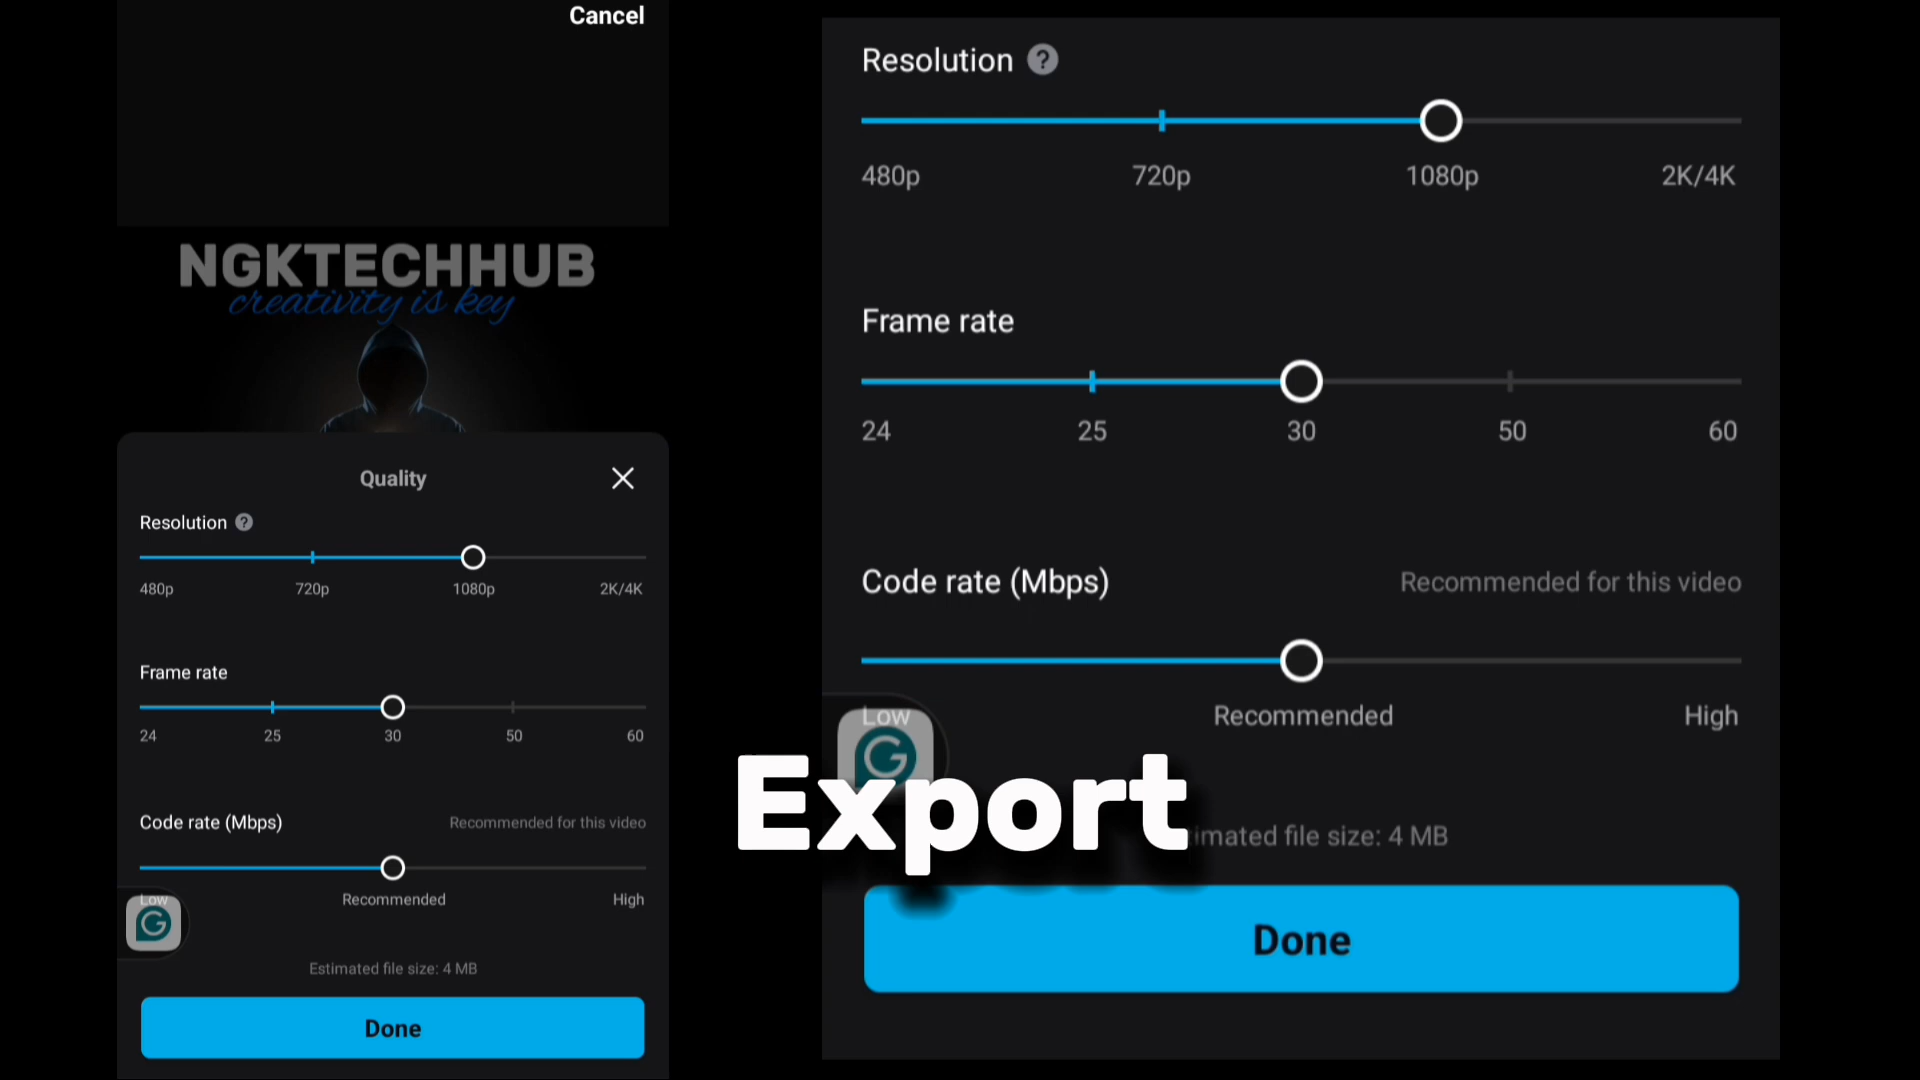 Cancel
NGKTECHHUB
creativity is key
Quality
Resolution ?
480p 720p 1080p 2K/4K
Frame rate
24 25 30 50 60
Code rate (Mbps) Recommended for this video
Low Recommended High
Estimated file size: 4 MB
Done
Resolution ?
480p 720p 1080p 2K/4K
Frame rate
24 25 30 50 60
Code rate (Mbps) Recommended for this video
Low Recommended High
Export
imated file size: 4 MB
Done